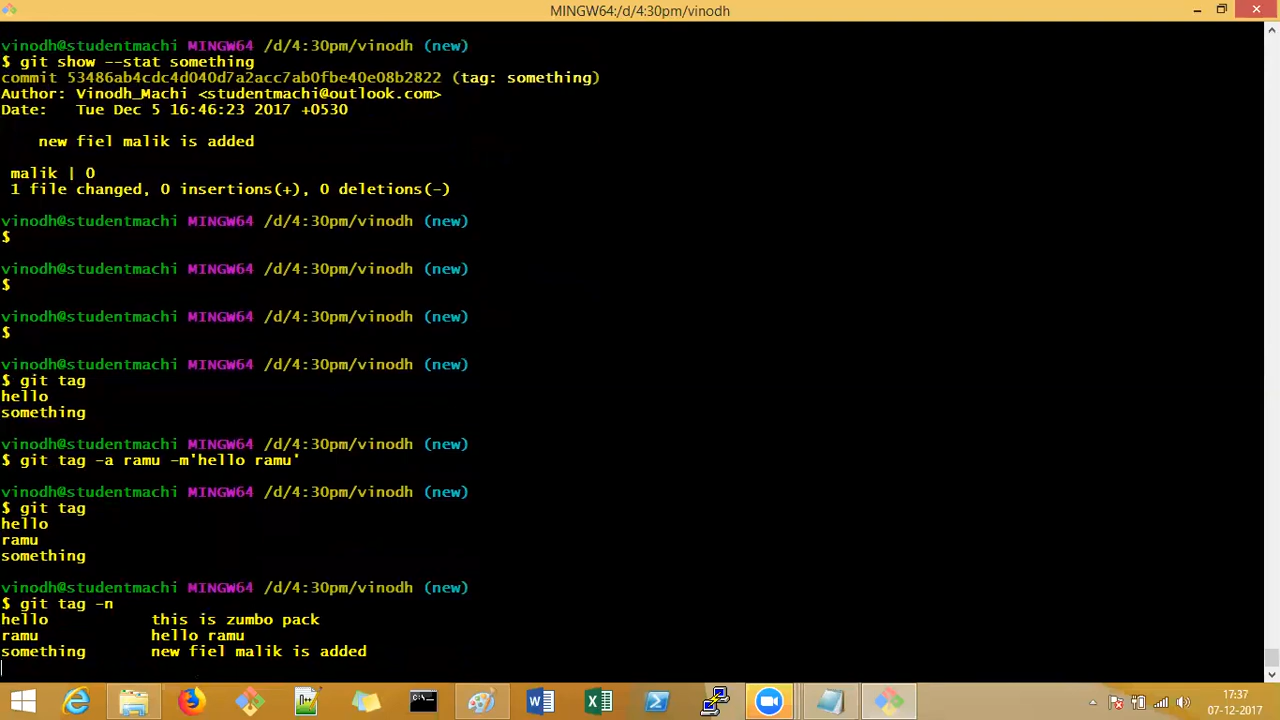 MINGW64:/d/4:30pm/vinodh
vinodh@studentmachi MINGW64 /d/4:30pm/vinodh (new)
$ git show --stat something
commit 53486ab4cdc4d040d7a2acc7ab0fbe40e08b2822 (tag: something)
Author: Vinodh_Machi <studentmachi@outlook.com>
Date:   Tue Dec 5 16:46:23 2017 +0530
new fiel malik is added
malik | 0
1 file changed, 0 insertions(+), 0 deletions(-)
vinodh@studentmachi MINGW64 /d/4:30pm/vinodh (new)
$
vinodh@studentmachi MINGW64 /d/4:30pm/vinodh (new)
$
vinodh@studentmachi MINGW64 /d/4:30pm/vinodh (new)
$
vinodh@studentmachi MINGW64 /d/4:30pm/vinodh (new)
$ git tag
hello
something
vinodh@studentmachi MINGW64 /d/4:30pm/vinodh (new)
$ git tag -a ramu -m'hello ramu'
vinodh@studentmachi MINGW64 /d/4:30pm/vinodh (new)
$ git tag
hello
ramu
something
vinodh@studentmachi MINGW64 /d/4:30pm/vinodh (new)
$ git tag -n
hello           this is zumbo pack
ramu            hello ramu
something       new fiel malik is added
17:37
07-12-2017